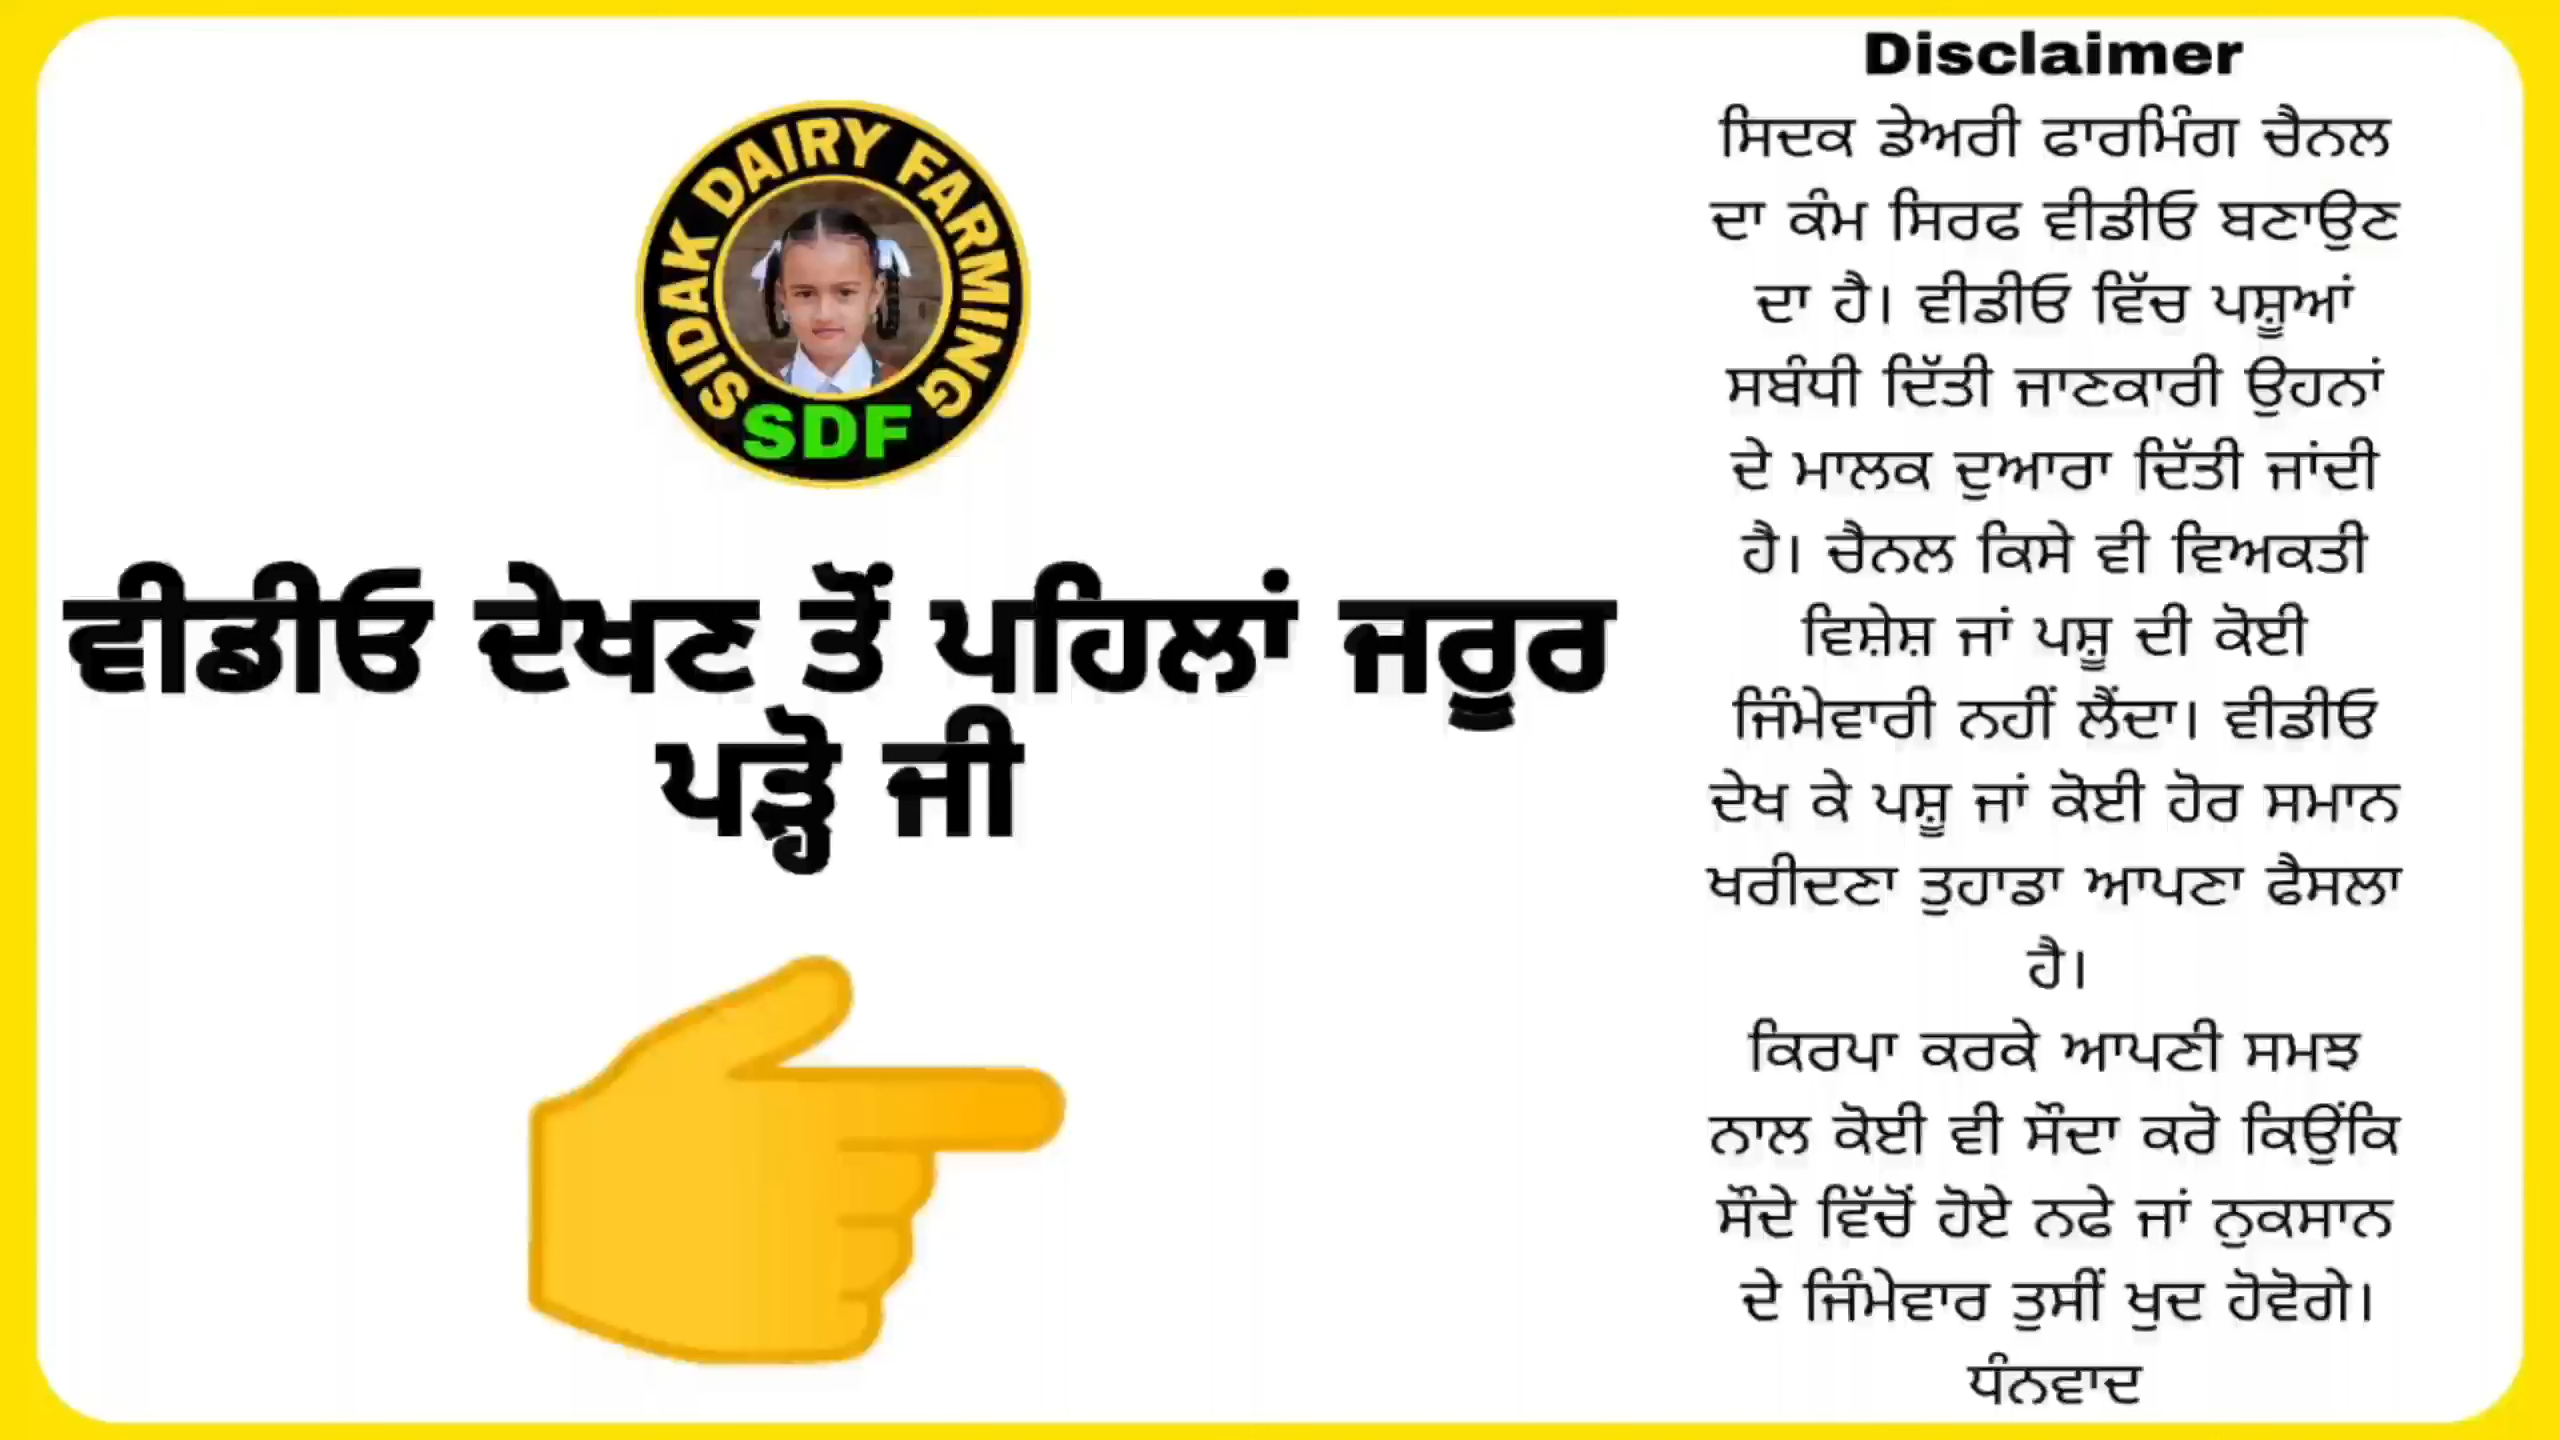 SIDAK DAIRY FARMING
SDF
ਵੀਡੀਓ ਦੇਖਣ ਤੋਂ ਪਹਿਲਾਂ ਜਰੂਰ
ਪੜ੍ਹੋ ਜੀ
Disclaimer
ਸਿਦਕ ਡੇਅਰੀ ਫਾਰਮਿੰਗ ਚੈਨਲ
ਦਾ ਕੰਮ ਸਿਰਫ ਵੀਡੀਓ ਬਣਾਉਣ
ਦਾ ਹੈ। ਵੀਡੀਓ ਵਿੱਚ ਪਸ਼ੂਆਂ
ਸਬੰਧੀ ਦਿੱਤੀ ਜਾਣਕਾਰੀ ਉਹਨਾਂ
ਦੇ ਮਾਲਕ ਦੁਆਰਾ ਦਿੱਤੀ ਜਾਂਦੀ
ਹੈ। ਚੈਨਲ ਕਿਸੇ ਵੀ ਵਿਅਕਤੀ
ਵਿਸ਼ੇਸ਼ ਜਾਂ ਪਸ਼ੂ ਦੀ ਕੋਈ
ਜਿੰਮੇਵਾਰੀ ਨਹੀਂ ਲੈਂਦਾ। ਵੀਡੀਓ
ਦੇਖ ਕੇ ਪਸ਼ੂ ਜਾਂ ਕੋਈ ਹੋਰ ਸਮਾਨ
ਖਰੀਦਣਾ ਤੁਹਾਡਾ ਆਪਣਾ ਫੈਸਲਾ
ਹੈ।
ਕਿਰਪਾ ਕਰਕੇ ਆਪਣੀ ਸਮਝ
ਨਾਲ ਕੋਈ ਵੀ ਸੌਦਾ ਕਰੋ ਕਿਉਂਕਿ
ਸੌਦੇ ਵਿੱਚੋਂ ਹੋਏ ਨਫੇ ਜਾਂ ਨੁਕਸਾਨ
ਦੇ ਜਿੰਮੇਵਾਰ ਤੁਸੀਂ ਖੁਦ ਹੋਵੋਗੇ।
ਧੰਨਵਾਦ